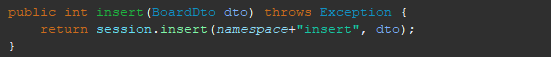 public int insert(BoardDto dto) throws Exception {
    return session.insert(namespace+"insert", dto);
}